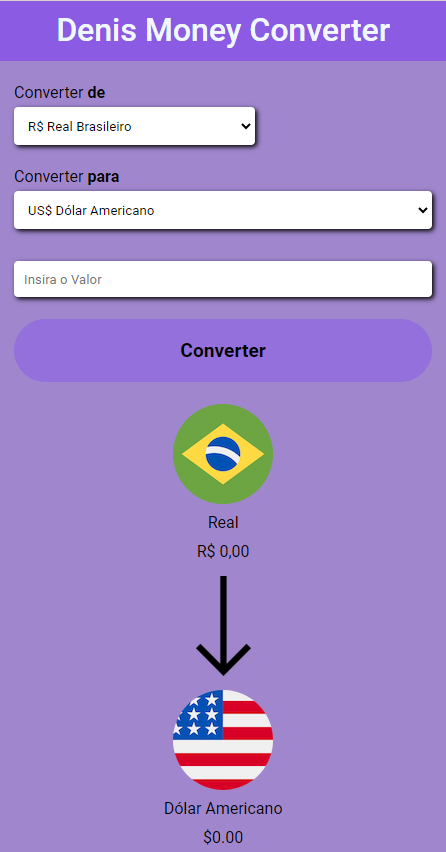 Denis Money Converter
Converter de
R$ Real Brasileiro
Converter para
US$ Dólar Americano
Insira o Valor
Converter
Real
R$ 0,00
Dólar Americano
$0.00